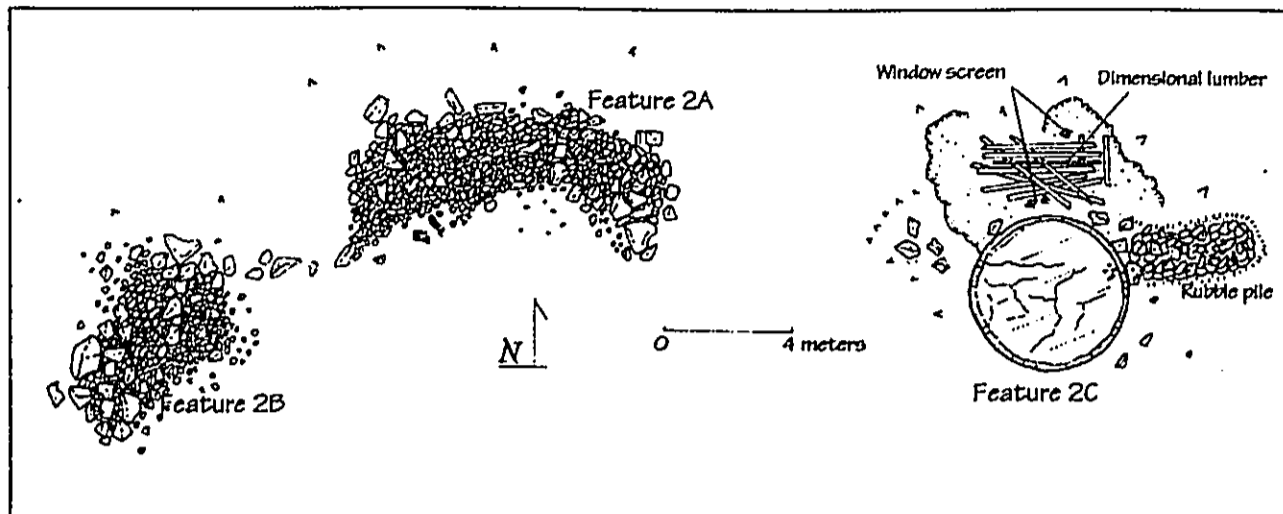 Window screen
Dimensional lumber
Feature 2A
Rubble pile
N
0 4 meters
Feature 2B
Feature 2C